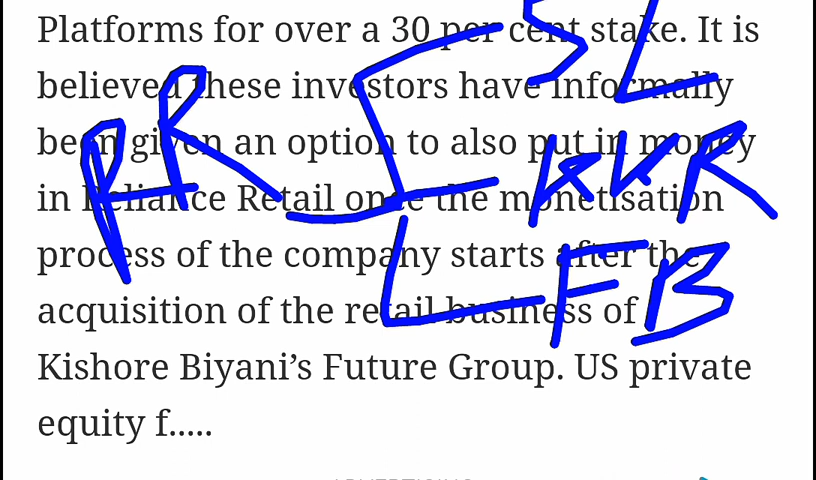 Platforms for over a 30 per cent stake. It is
believed these investors have informally
been given an option to also put in money
in Reliance Retail once the monetisation
process of the company starts after the
acquisition of the retail business of
Kishore Biyani’s Future Group. US private
equity f.....
RR
SL
KKR
FB